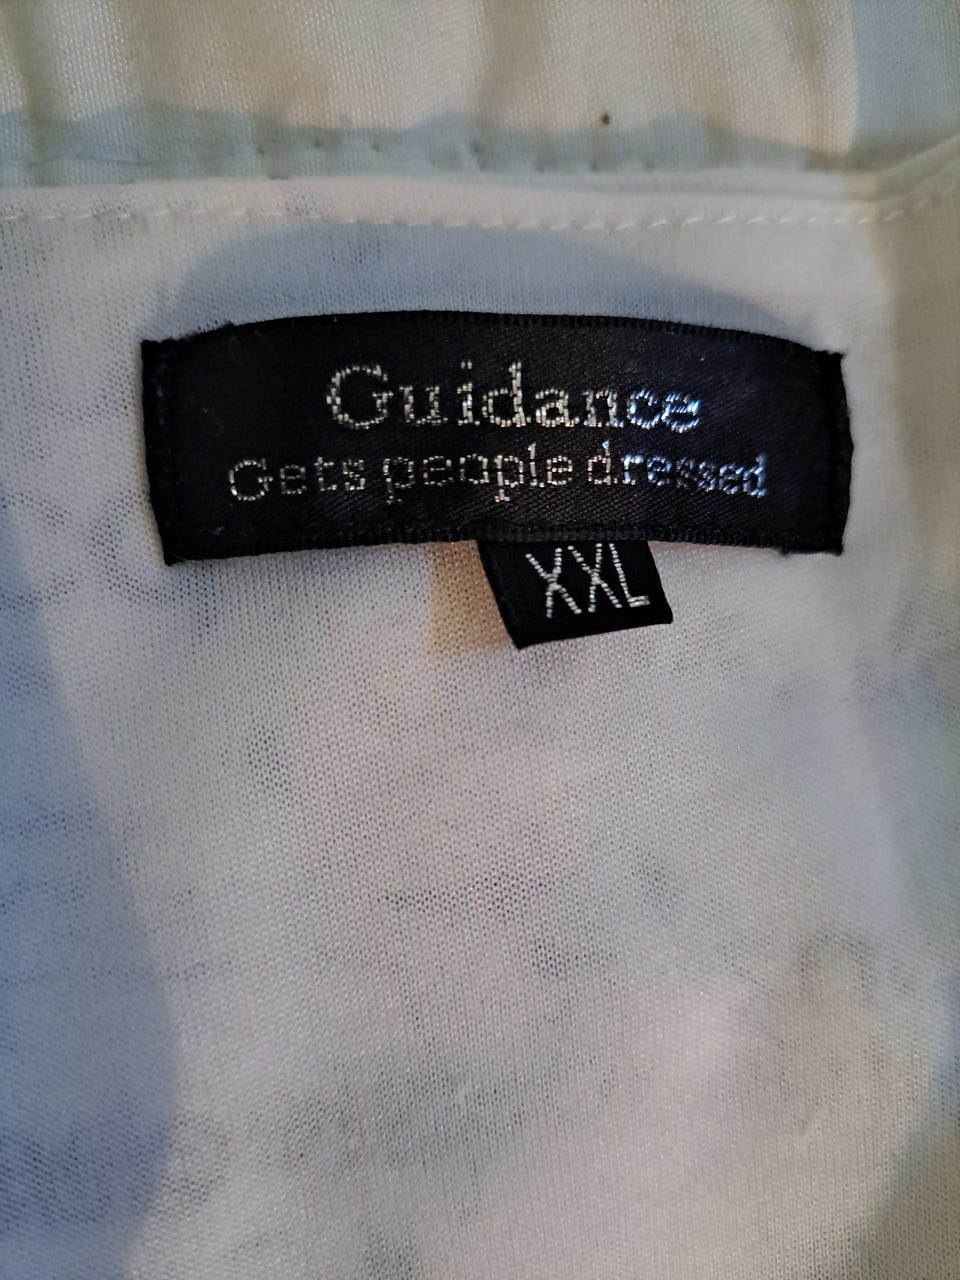 Guidance
Gets people dressed
XXL